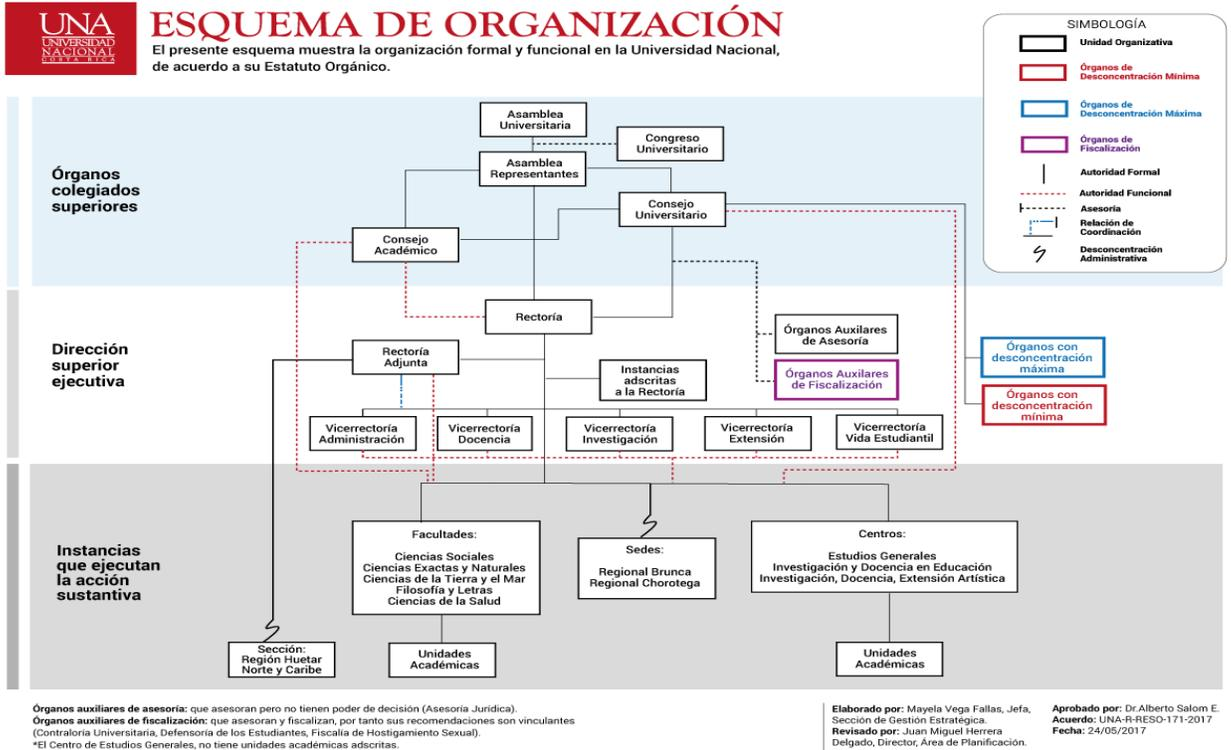 UNA
UNIVERSIDAD
NACIONAL
COSTA RICA
ESQUEMA DE ORGANIZACIÓN
El presente esquema muestra la organización formal y funcional en la Universidad Nacional,
de acuerdo a su Estatuto Orgánico.
SIMBOLOGÍA
Unidad Organizativa
Órganos de
Desconcentración Mínima
Órganos de
Desconcentración Máxima
Órganos de
Fiscalización
Autoridad Formal
Autoridad Funcional
Asesoría
Relación de
Coordinación
Desconcentración
Administrativa
Órganos
colegiados
superiores
Asamblea
Universitaria
Congreso
Universitario
Asamblea
Representantes
Consejo
Universitario
Consejo
Académico
Dirección
superior
ejecutiva
Rectoría
Rectoría
Adjunta
Instancias
adscritas
a la Rectoría
Órganos Auxilares
de Asesoría
Órganos Auxilares
de Fiscalización
Órganos con
desconcentración
máxima
Órganos con
desconcentración
mínima
Vicerrectoría
Administración
Vicerrectoría
Docencia
Vicerrectoría
Investigación
Vicerrectoría
Extensión
Vicerrectoría
Vida Estudiantil
Instancias
que ejecutan
la acción
sustantiva
Facultades:
Ciencias Sociales
Ciencias Exactas y Naturales
Ciencias de la Tierra y el Mar
Filosofía y Letras
Ciencias de la Salud
Sedes:
Regional Brunca
Regional Chorotega
Centros:
Estudios Generales
Investigación y Docencia en Educación
Investigación, Docencia, Extensión Artística
Sección:
Región Huetar
Norte y Caribe
Unidades
Académicas
Unidades
Académicas
Órganos auxiliares de asesoría: que asesoran pero no tienen poder de decisión (Asesoría Jurídica).
Órganos auxiliares de fiscalización: que asesoran y fiscalizan, por tanto sus recomendaciones son vinculantes
(Contraloría Universitaria, Defensoría de los Estudiantes, Fiscalía de Hostigamiento Sexual).
*El Centro de Estudios Generales, no tiene unidades académicas adscritas.
Elaborado por: Mayela Vega Fallas, Jefa,
Sección de Gestión Estratégica.
Revisado por: Juan Miguel Herrera
Delgado, Director, Área de Planificación.
Aprobado por: Dr.Alberto Salom E.
Acuerdo: UNA-R-RESO-171-2017
Fecha: 24/05/2017